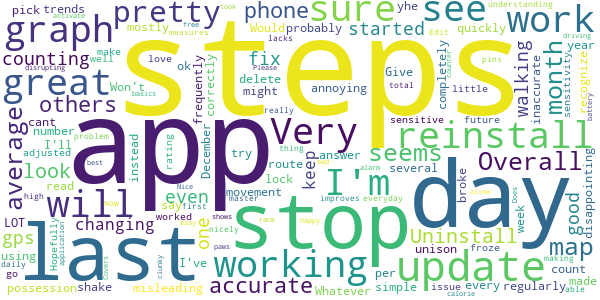 pick trends pretty phone sure see work
activate free took understanding
graph mostly Would probably started yhe
measures Edit quickly pins
counting make well love ok fix Give
disrupting lacks Please annoying total little
great Won't delete might
steps
frequently correctly completely walking inaccurate month sensitivity year recognize driving
others cant basics really counter battery
average number I'll problem December instead
app Very sensitive future reinstall
look adjusted rating try thing route answer seems
read best lock several Overall disappointing
high will even keep I'm broke day good
LOT now changing say Nice movement master improves everyday alarm
gps Hopefully application worked first easy one stop week Does map
last I've nicely shows rank happy Uninstall unison
using daily go working paws update froze count
possession shake covers clunky misleading accurate Whatever per simple issue every regularly making made able
calorie